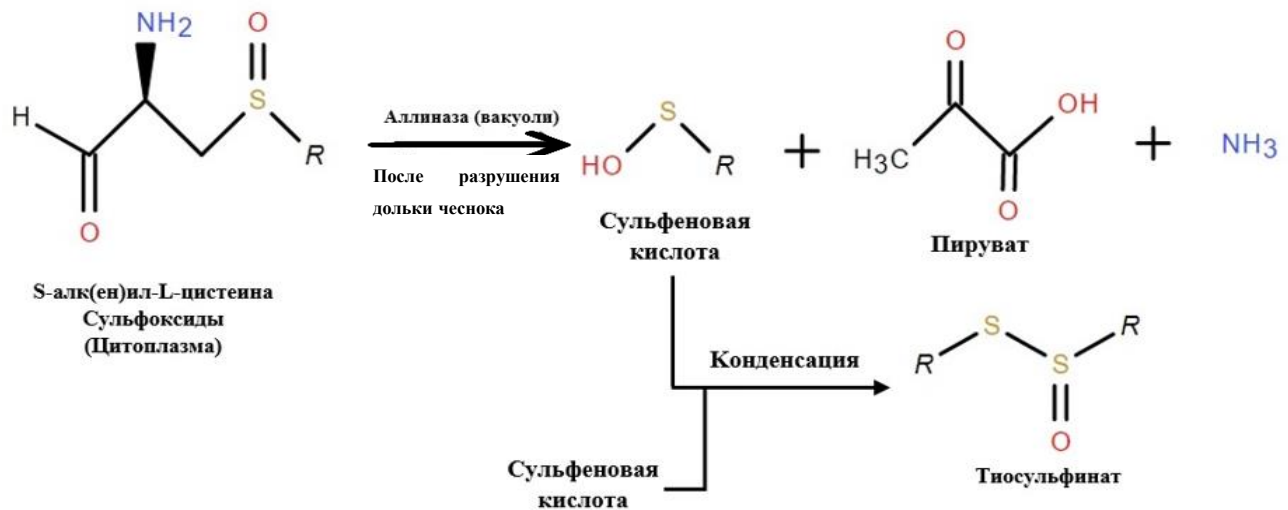 NH2
O
H
S
R
O
S-алк(ен)ил-L-цистеина
Сульфоксиды
(Цитоплазма)
Аллиназа (вакуоли)
После разрушения
дольки чеснока
S
HO
R
Сульфеновая
кислота
+
O
OH
H3C
O
Пируват
+
NH3
Конденсация
Сульфеновая
кислота
S
R
R
S
O
Тиосульфинат